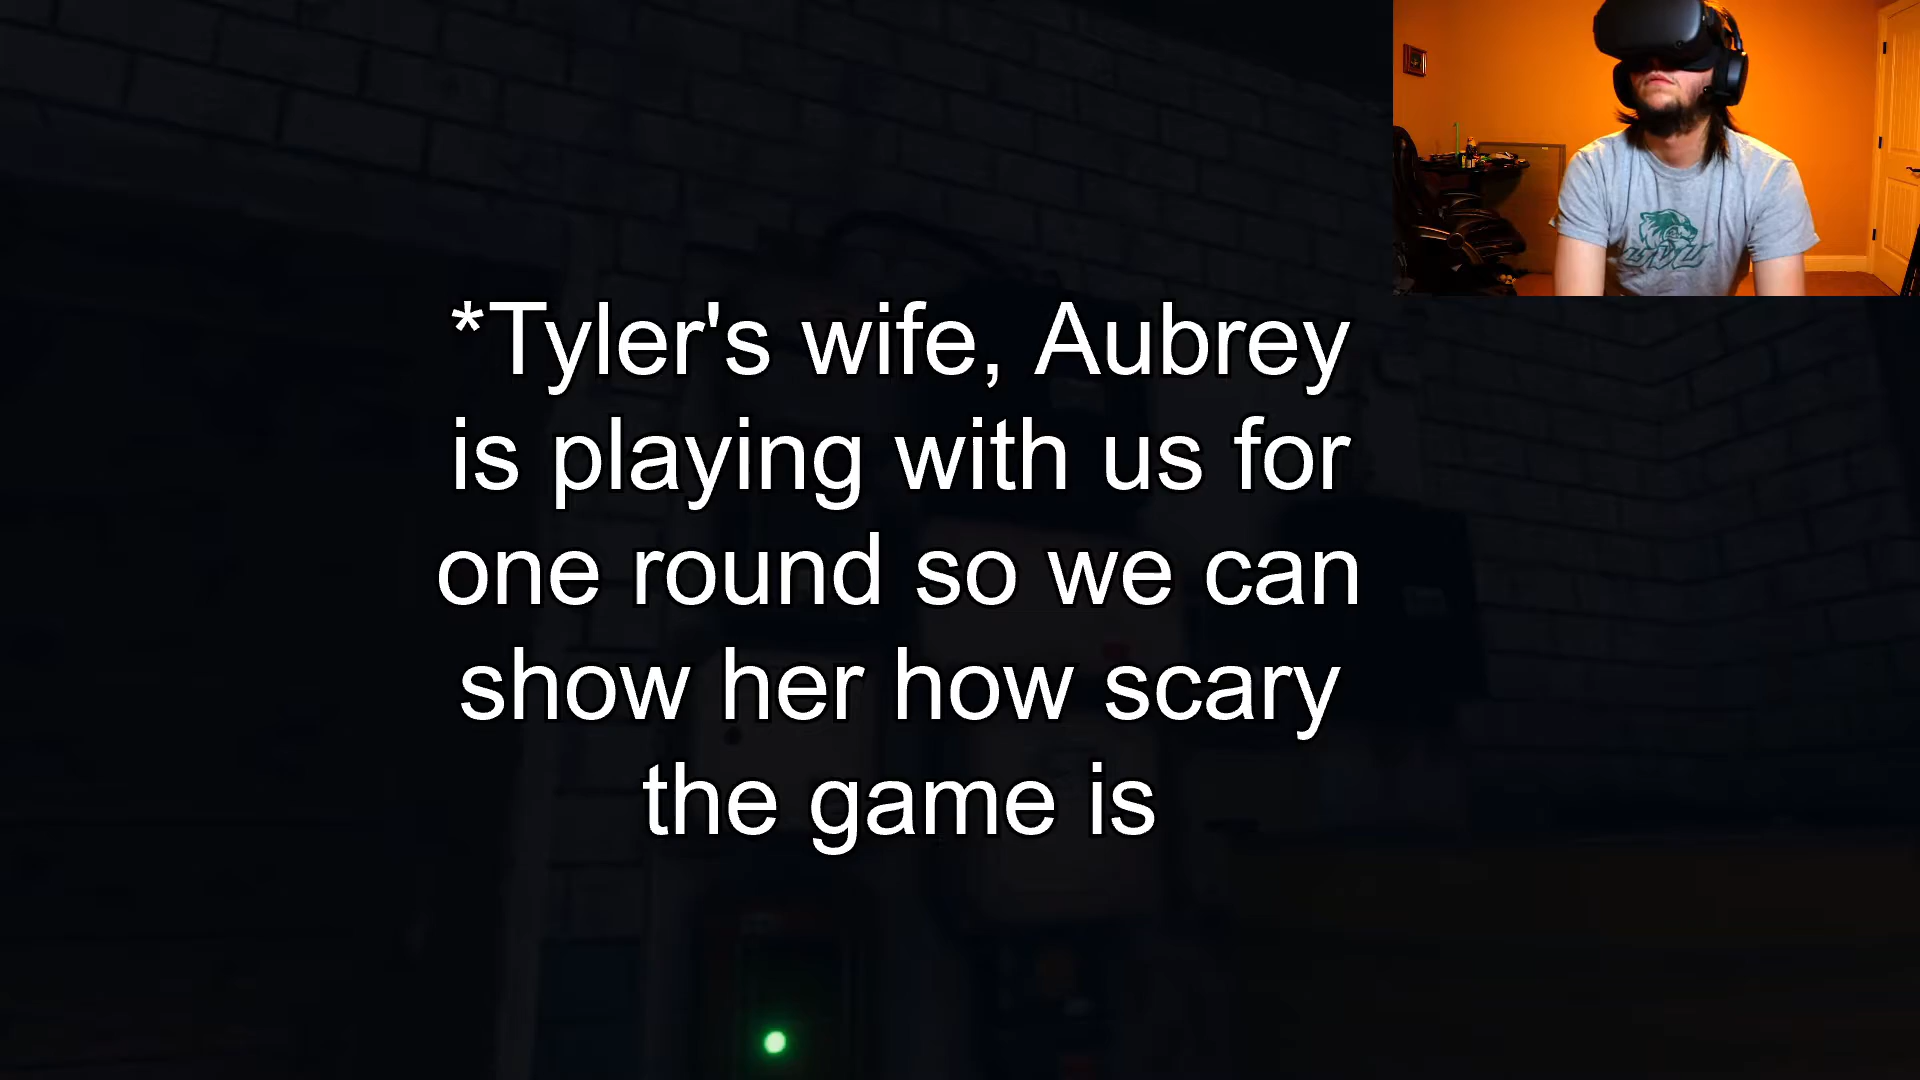 *Tyler's wife, Aubrey
is playing with us for
one round so we can
show her how scary
the game is
UVU